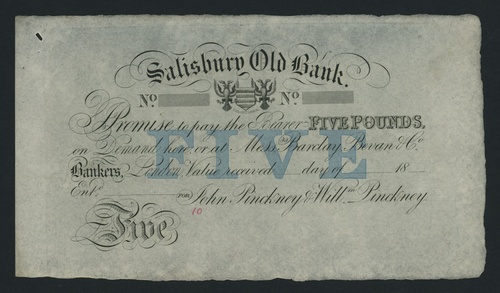 Salisbury Old Bank.
No No
I Promise to pay the Bearer FIVE POUNDS,
on Demand here or at Messrs Barclay Bevan & Co
FIVE
Bankers, London Value received day of 18
Entd. FOR John Pinckney & Willm Pinckney.
10
Five